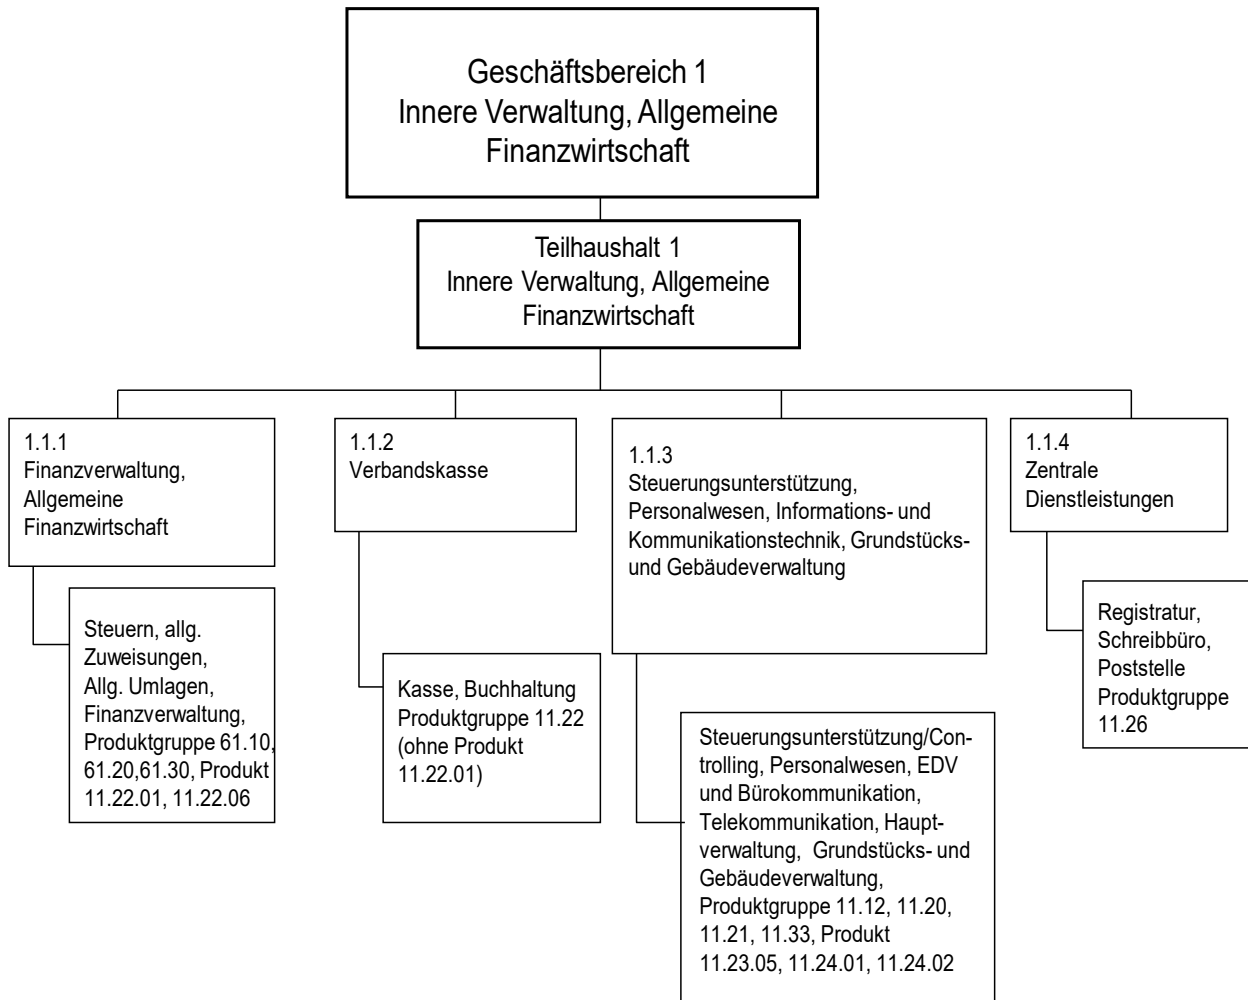 Geschäftsbereich 1
Innere Verwaltung, Allgemeine
Finanzwirtschaft
Teilhaushalt 1
Innere Verwaltung, Allgemeine
Finanzwirtschaft
1.1.1
Finanzverwaltung,
Allgemeine
Finanzwirtschaft
Steuern, allg.
Zuweisungen,
Allg. Umlagen,
Finanzverwaltung,
Produktgruppe 61.10,
61.20,61.30, Produkt
11.22.01, 11.22.06
1.1.2
Verbandskasse
Kasse, Buchhaltung
Produktgruppe 11.22
(ohne Produkt
11.22.01)
1.1.3
Steuerungsunterstützung,
Personalwesen, Informations- und
Kommunikationstechnik, Grundstücks-
und Gebäudeverwaltung
Steuerungsunterstützung/Con-
trolling, Personalwesen, EDV
und Bürokommunikation,
Telekommunikation, Haupt-
verwaltung, Grundstücks- und
Gebäudeverwaltung,
Produktgruppe 11.12, 11.20,
11.21, 11.33, Produkt
11.23.05, 11.24.01, 11.24.02
1.1.4
Zentrale
Dienstleistungen
Registratur,
Schreibbüro,
Poststelle
Produktgruppe
11.26